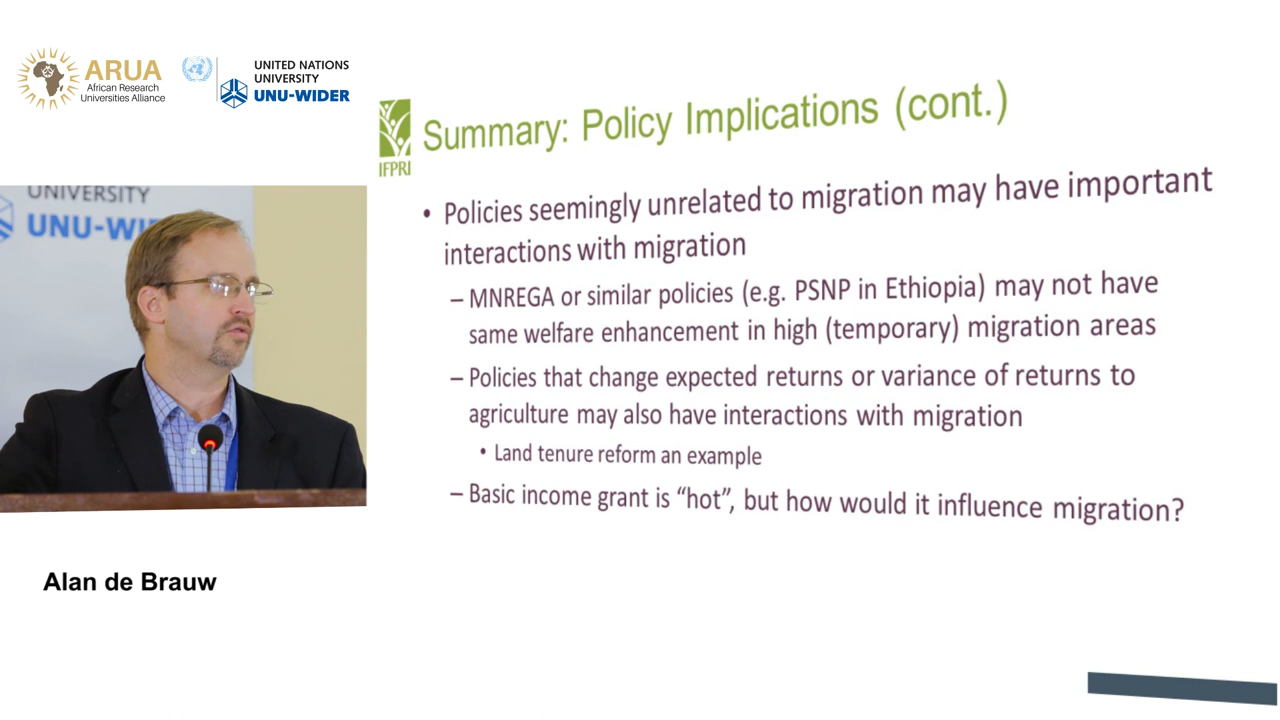 ARUA
African Research
Universities Alliance
UNITED NATIONS
UNIVERSITY
UNU-WIDER
IFPRI
Summary: Policy Implications (cont.)
• Policies seemingly unrelated to migration may have important
interactions with migration
– MNREGA or similar policies (e.g. PSNP in Ethiopia) may not have
same welfare enhancement in high (temporary) migration areas
– Policies that change expected returns or variance of returns to
agriculture may also have interactions with migration
• Land tenure reform an example
– Basic income grant is “hot”, but how would it influence migration?
UNIVERSITY
UNU-WI
Alan de Brauw